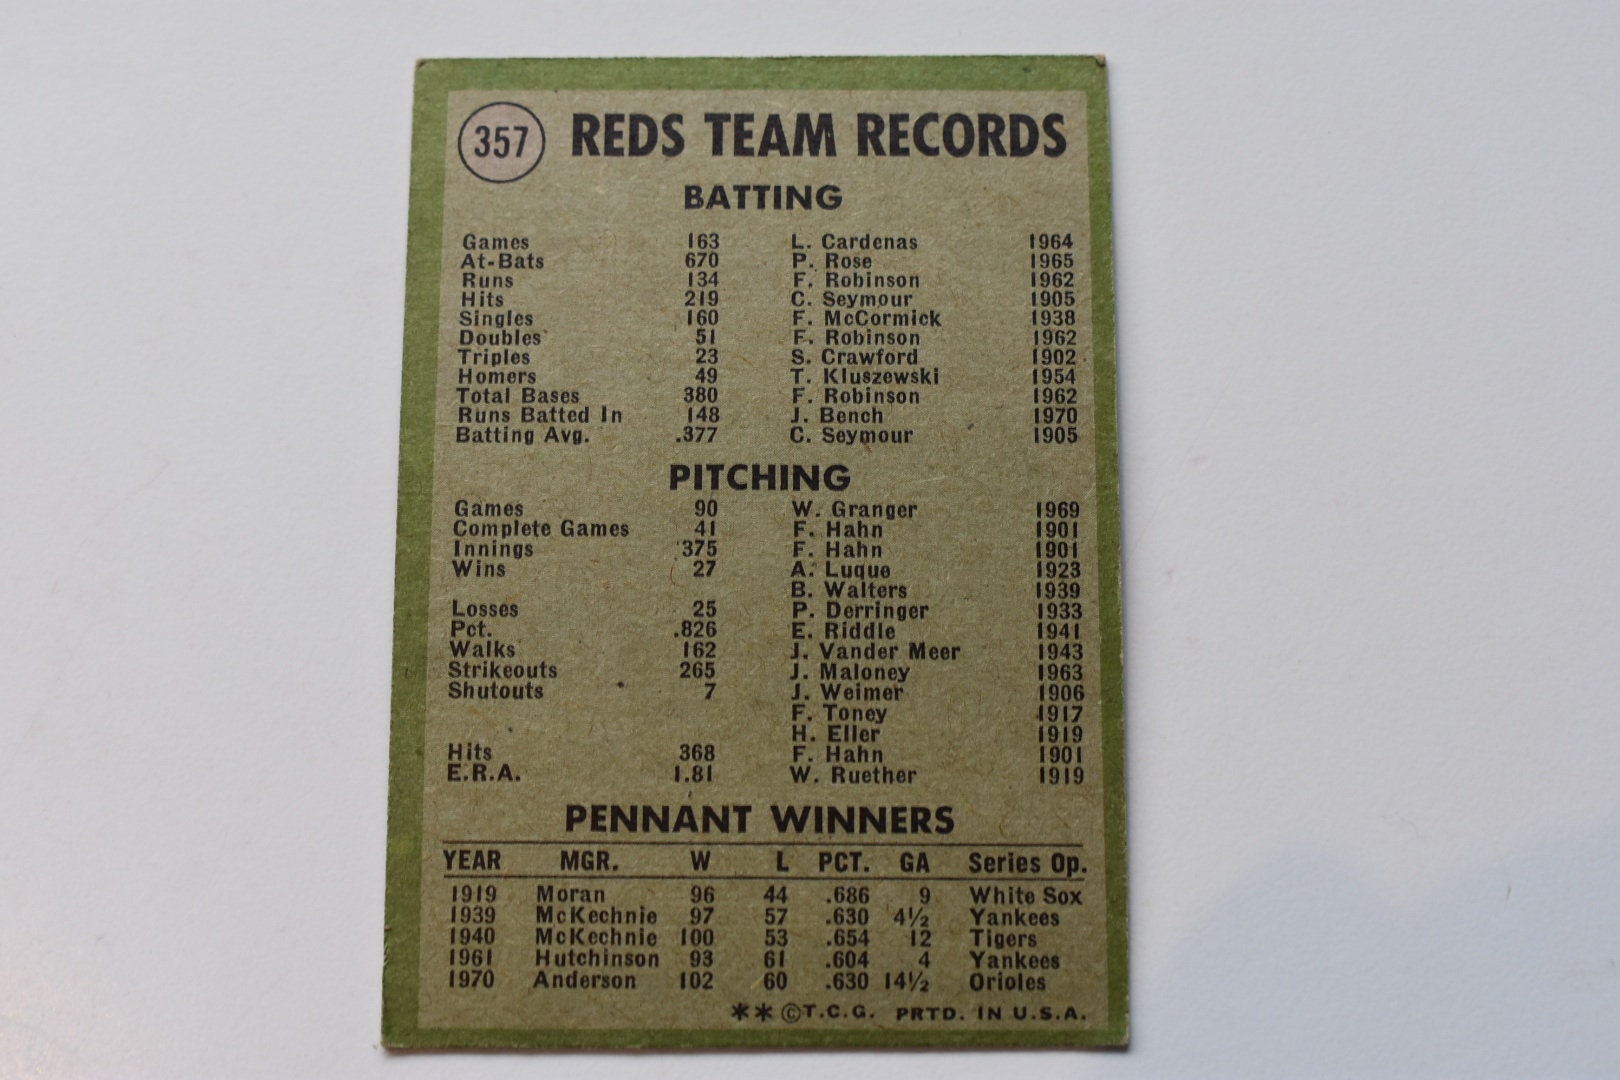 357 REDS TEAM RECORDS
BATTING
Games 163 L. Cardenas 1964
At-Bats 670 P. Rose 1965
Runs 134 F. Robinson 1962
Hits 219 C. Seymour 1905
Singles 160 F. McCormick 1938
Doubles 51 F. Robinson 1962
Triples 23 S. Crawford 1902
Homers 49 T. Kluszewski 1954
Total Bases 380 F. Robinson 1962
Runs Batted In 148 J. Bench 1970
Batting Avg. .377 C. Seymour 1905
PITCHING
Games 90 W. Granger 1969
Complete Games 41 F. Hahn 1901
Innings 375 F. Hahn 1901
Wins 27 A. Luque 1923
B. Walters 1939
Losses 25 P. Derringer 1933
Pct. .826 E. Riddle 1941
Walks 162 J. Vander Meer 1943
Strikeouts 265 J. Maloney 1963
Shutouts 7 J. Weimer 1906
F. Toney 1917
H. Eller 1919
Hits 368 F. Hahn 1901
E.R.A. 1.81 W. Ruether 1919
PENNANT WINNERS
YEAR MGR. W L PCT. GA Series Op.
1919 Moran 96 44 .686 9 White Sox
1939 McKechnie 97 57 .630 4½ Yankees
1940 McKechnie 100 53 .654 12 Tigers
1961 Hutchinson 93 61 .604 4 Yankees
1970 Anderson 102 60 .630 14½ Orioles
** ©T.C.G. PRTD. IN U.S.A.